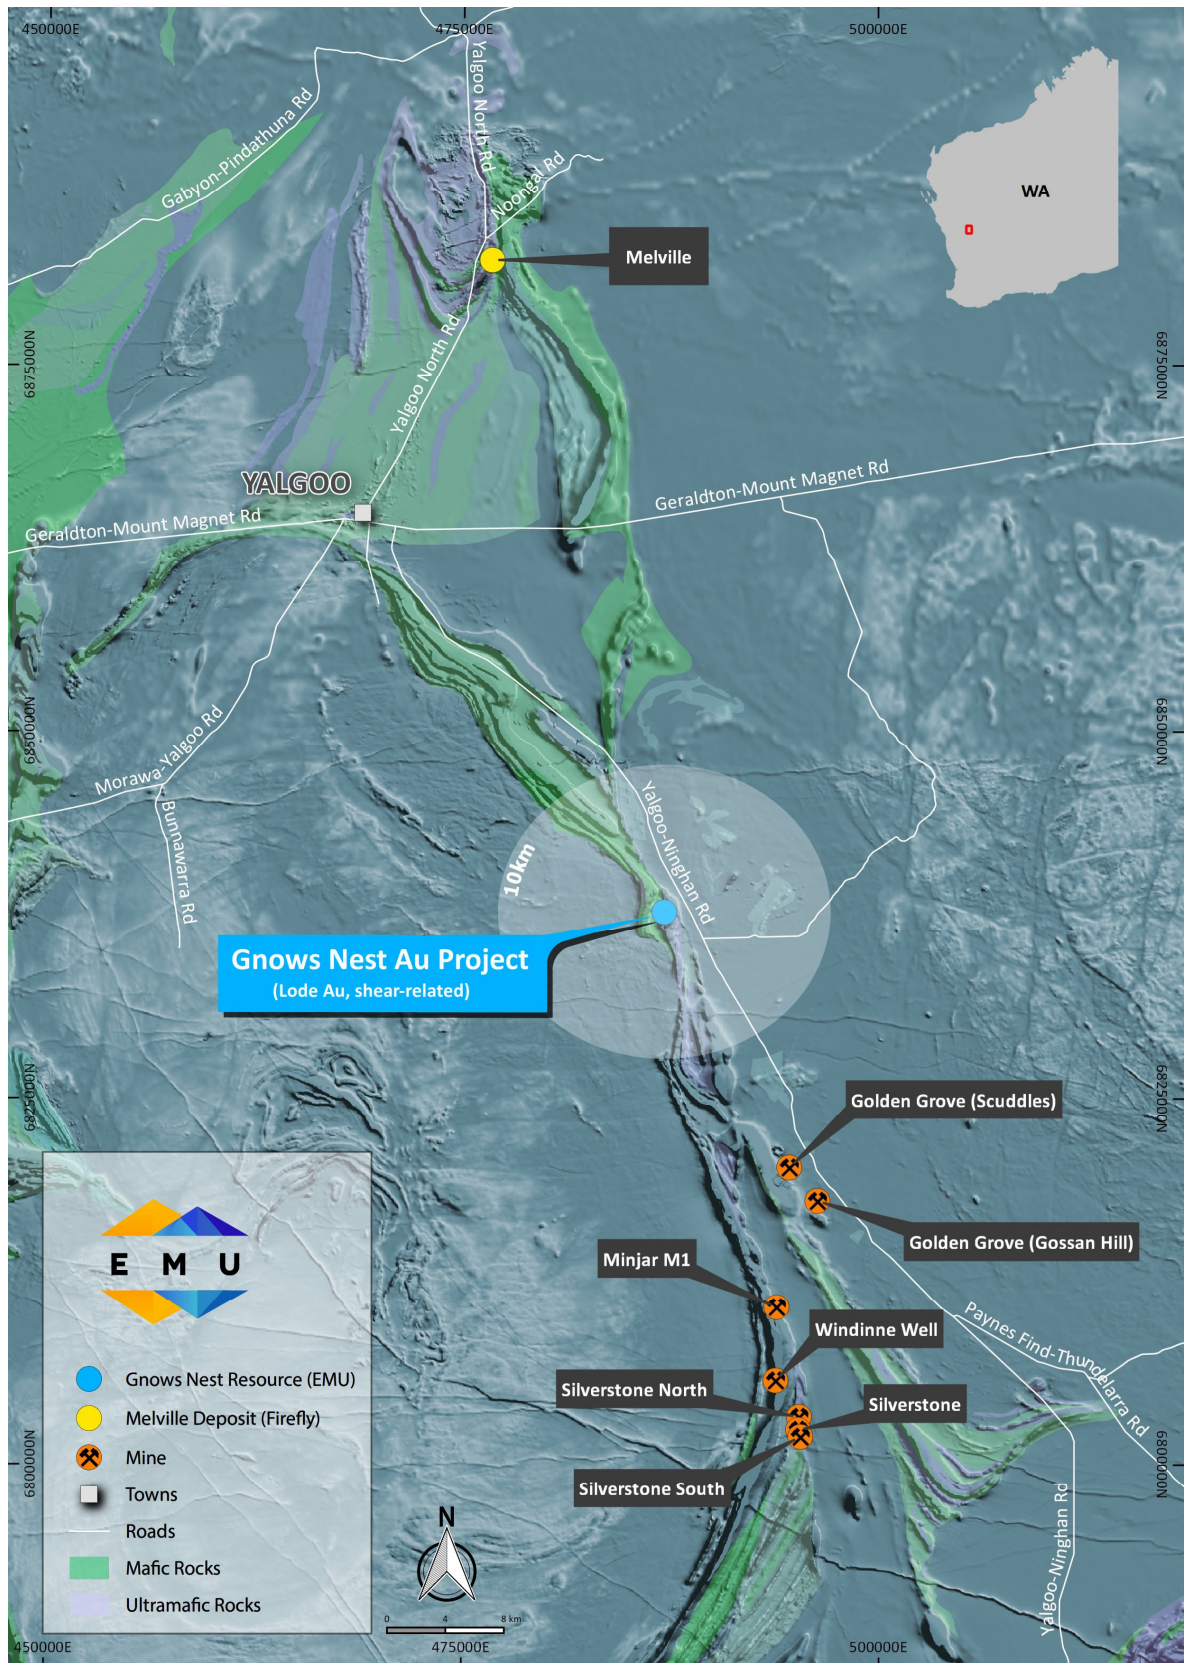 450000E
475000E
500000E
Yalgoo North Rd
Gabyon-Pindathuna Rd
Noongal Rd
WA
Melville
6875000N
6875000N
Yalgoo North Rd
YALGOO
Geraldton-Mount Magnet Rd
Geraldton-Mount Magnet Rd
6850000N
6850000N
Morawa-Yalgoo Rd
Bunnawarra Rd
Yalgoo-Ninghan Rd
10km
Gnows Nest Au Project
(Lode Au, shear-related)
6825000N
6825000N
Golden Grove (Scuddles)
Golden Grove (Gossan Hill)
Minjar M1
Windinne Well
Paynes Find-Thundelarra Rd
Silverstone North
Silverstone
Silverstone South
6800000N
6800000N
Yalgoo-Ninghan Rd
EMU
Gnows Nest Resource (EMU)
Melville Deposit (Firefly)
Mine
Towns
Roads
Mafic Rocks
Ultramafic Rocks
N
0 4 8 km
450000E
475000E
500000E